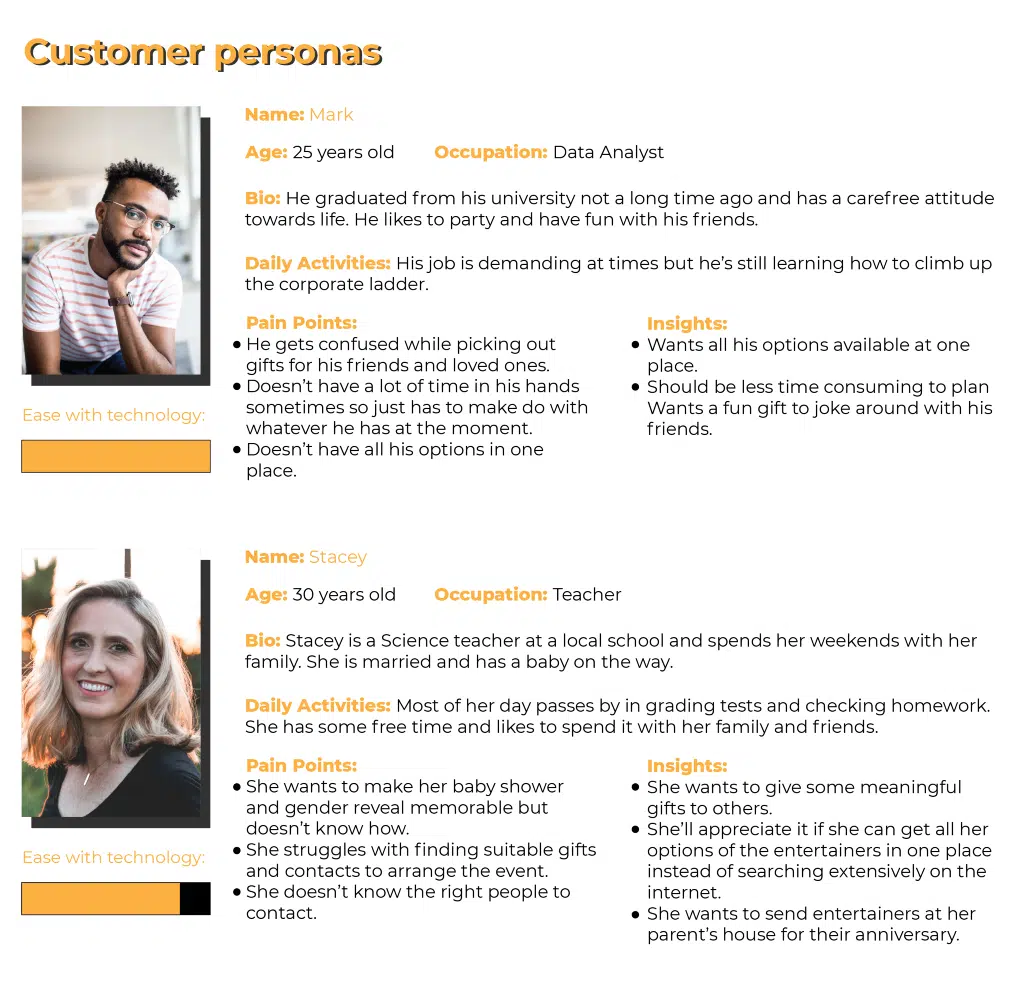 Customer personas
Name: Mark
Age: 25 years old Occupation: Data Analyst
Bio: He graduated from his university not a long time ago and has a carefree attitude
towards life. He likes to party and have fun with his friends.
Daily Activities: His job is demanding at times but he's still learning how to climb up
the corporate ladder.
Pain Points:
• He gets confused while picking out
gifts for his friends and loved ones.
• Doesn't have a lot of time in his hands
sometimes so just has to make do with
whatever he has at the moment.
• Doesn't have all his options in one
place.
Insights:
• Wants all his options available at one
place.
• Should be less time consuming to plan
Wants a fun gift to joke around with his
friends.
Ease with technology:
Name: Stacey
Age: 30 years old Occupation: Teacher
Bio: Stacey is a Science teacher at a local school and spends her weekends with her
family. She is married and has a baby on the way.
Daily Activities: Most of her day passes by in grading tests and checking homework.
She has some free time and likes to spend it with her family and friends.
Pain Points:
• She wants to make her baby shower
and gender reveal memorable but
doesn't know how.
• She struggles with finding suitable gifts
and contacts to arrange the event.
• She doesn't know the right people to
contact.
Insights:
• She wants to give some meaningful
gifts to others.
• She'll appreciate it if she can get all her
options of the entertainers in one place
instead of searching extensively on the
internet.
• She wants to send entertainers at her
parent's house for their anniversary.
Ease with technology: